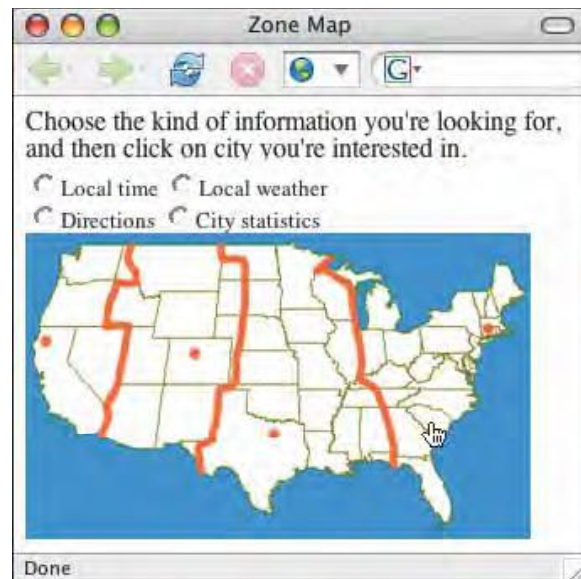 Zone Map
G
Choose the kind of information you're looking for,
and then click on city you're interested in.
Local time Local weather
Directions City statistics
Done